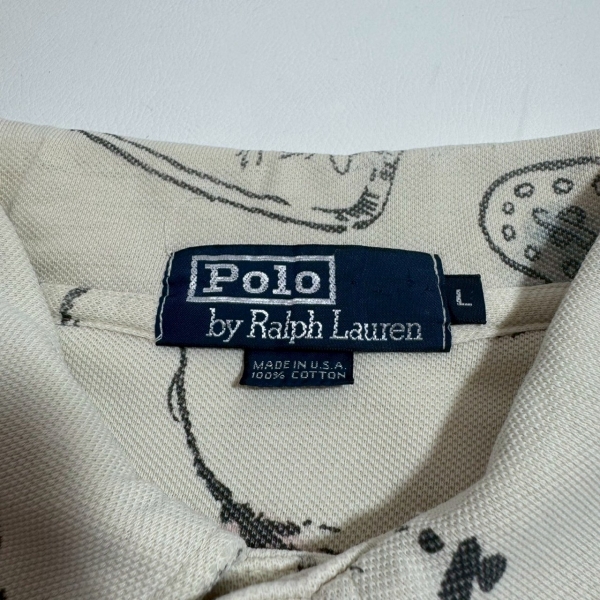 Polo
by Ralph Lauren
L
MADE IN U.S.A.
100% COTTON